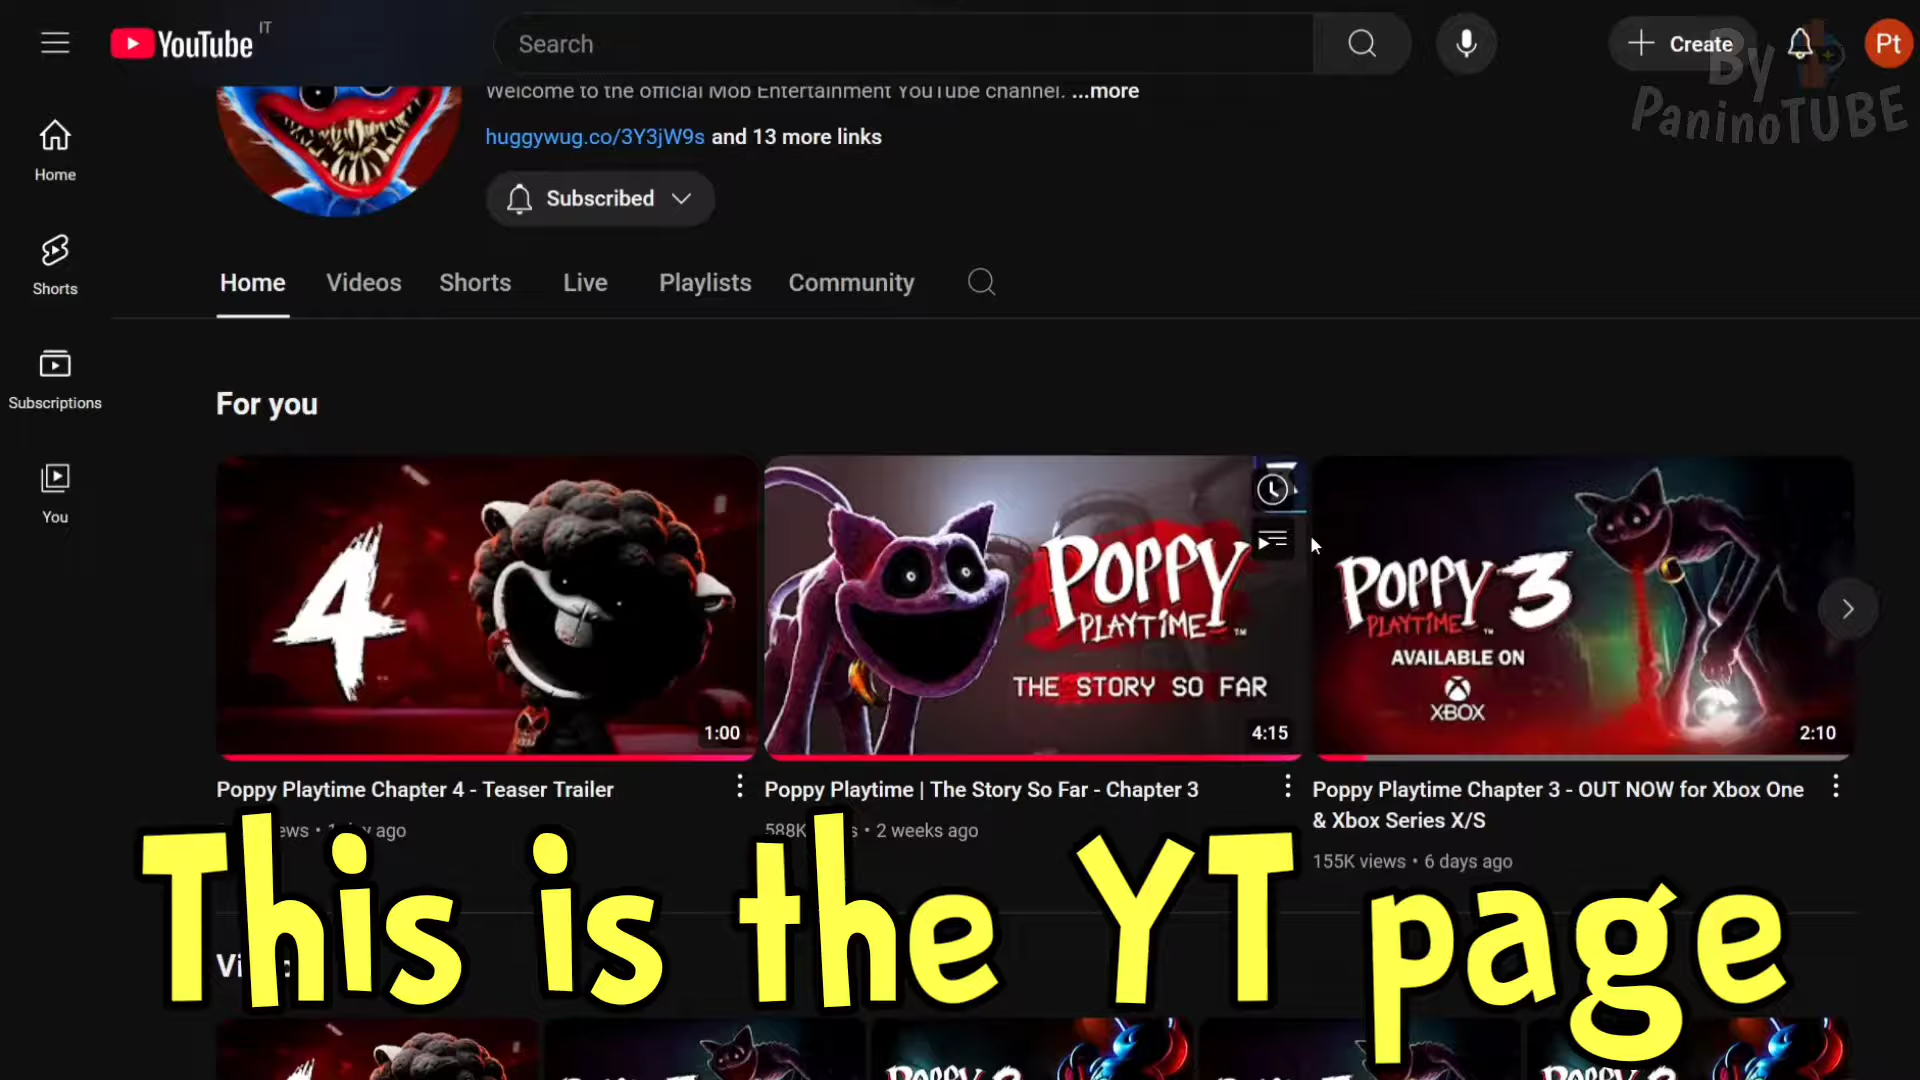 YouTube IT
Search
Create
Pt
By
PaninoTUBE
Welcome to the official Mob Entertainment YouTube channel. ...more
huggywug.co/3Y3jW9s and 13 more links
Subscribed
Home
Shorts
Subscriptions
You
Home Videos Shorts Live Playlists Community
For you
4
1:00
POPPY
PLAYTIME™
THE STORY SO FAR
4:15
POPPY 3
PLAYTIME™
AVAILABLE ON
XBOX
2:10
Poppy Playtime Chapter 4 - Teaser Trailer
ago
Poppy Playtime | The Story So Far - Chapter 3
588K • 2 weeks ago
Poppy Playtime Chapter 3 - OUT NOW for Xbox One
& Xbox Series X/S
155K views • 6 days ago
This is the YT page